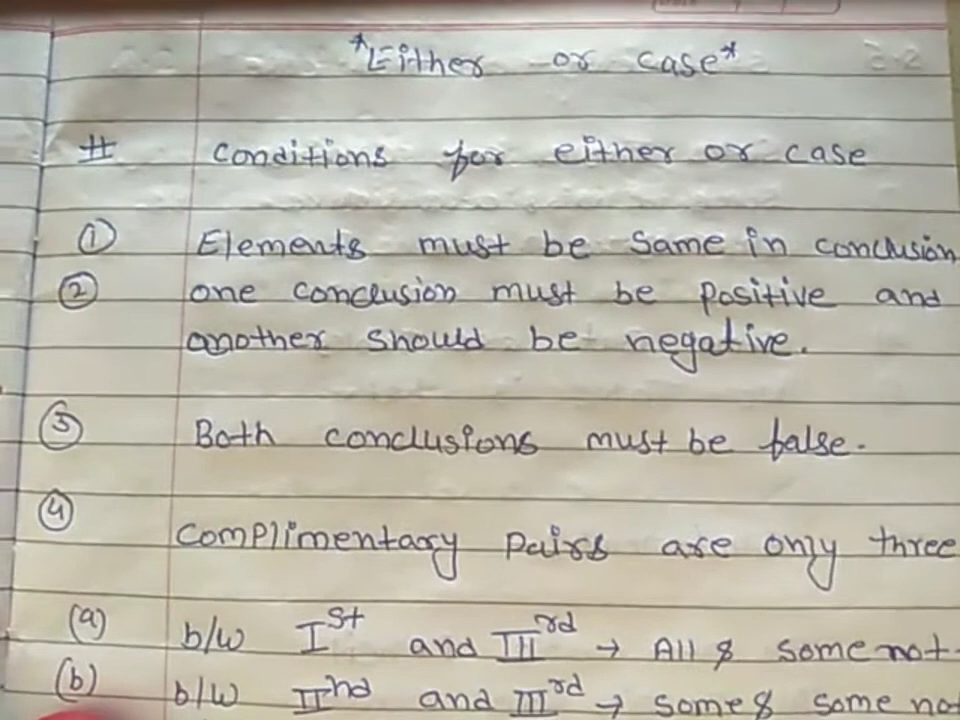 *Either or case*
# conditions for either or case
① Elements must be same in conclusion
② one conclusion must be positive and
another should be negative.
③ Both conclusions must be false.
④ complimentary pairs are only three
(a) b/w Ist and IIIrd → All & some not.
(b) b/w IInd and IIIrd → some & some not